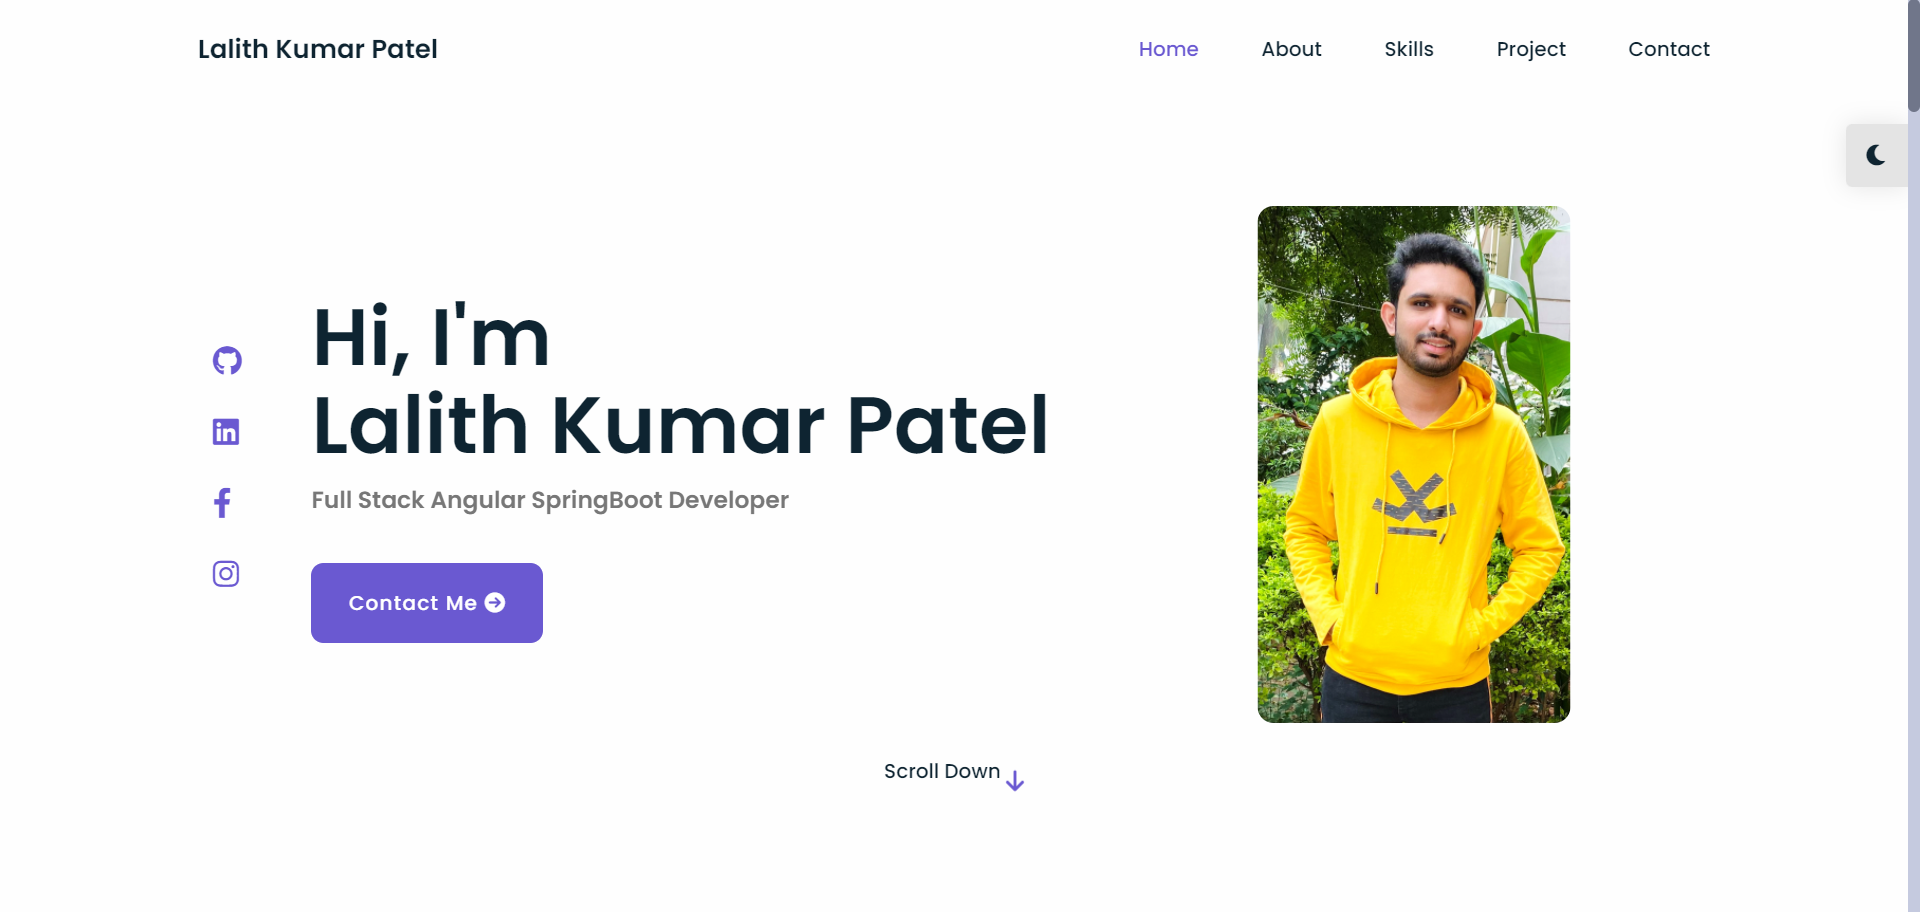 Lalith Kumar Patel
Home About Skills Project Contact
Hi, I'm
Lalith Kumar Patel
Full Stack Angular SpringBoot Developer
Contact Me
Scroll Down